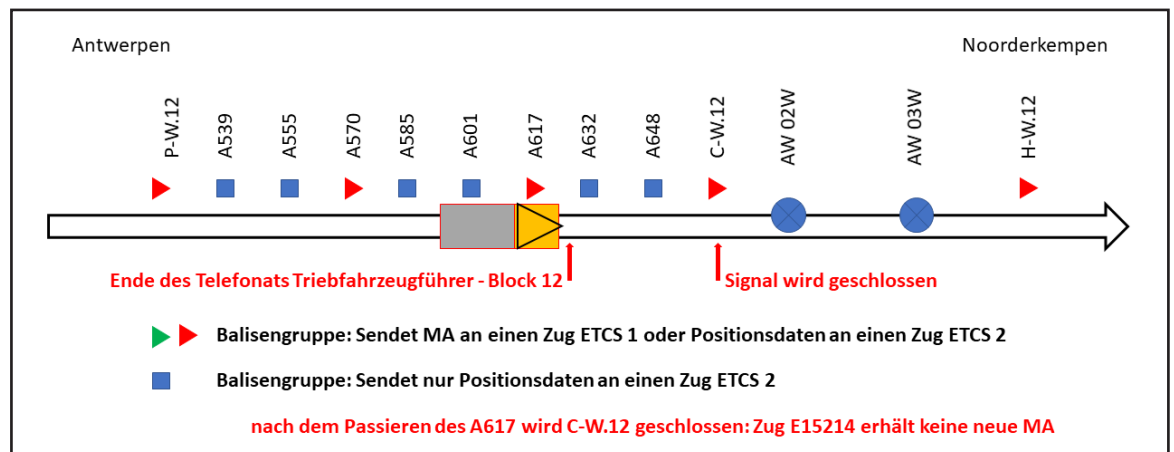 Antwerpen
Noorderkempen
P-W.12
A539
A555
A570
A585
A601
A617
A632
A648
C-W.12
AW 02W
AW 03W
H-W.12
Ende des Telefonats Triebfahrzeugführer - Block 12
Signal wird geschlossen
Balisengruppe: Sendet MA an einen Zug ETCS 1 oder Positionsdaten an einen Zug ETCS 2
Balisengruppe: Sendet nur Positionsdaten an einen Zug ETCS 2
nach dem Passieren des A617 wird C-W.12 geschlossen: Zug E15214 erhält keine neue MA